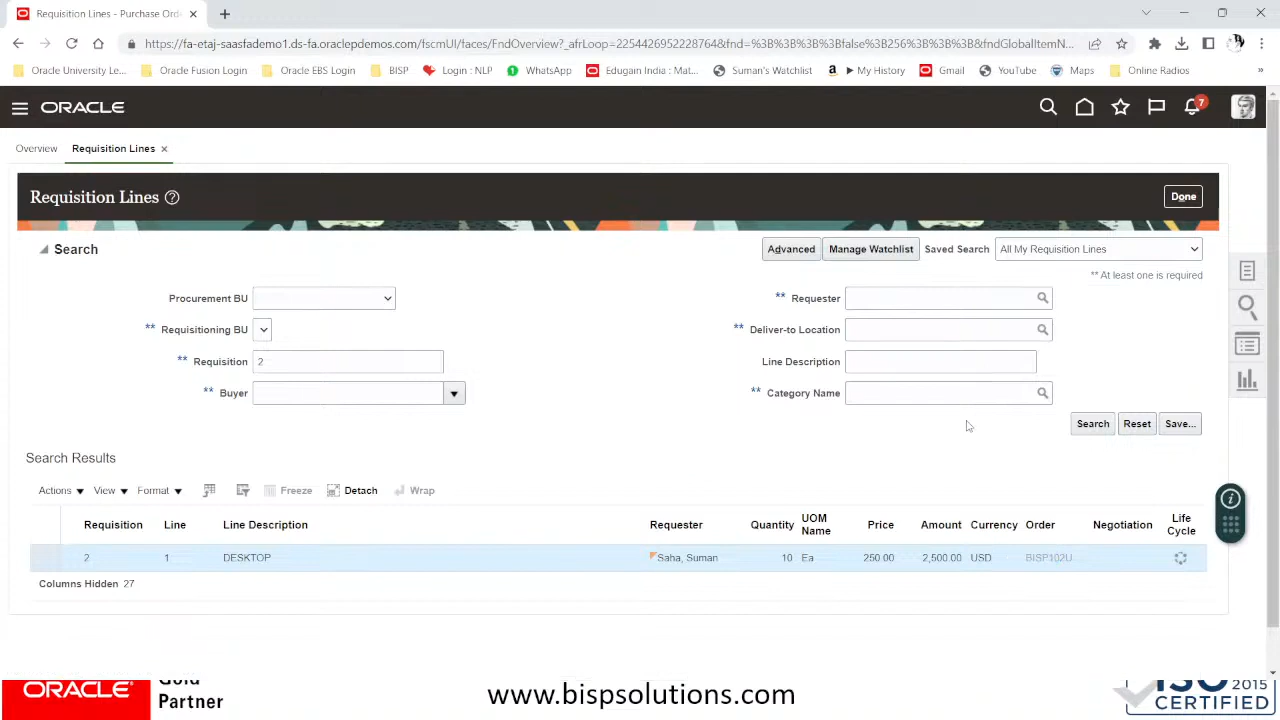 Requisition Lines - Purchase Ord
https://fa-etaj-saasfademo1.ds-fa.oraclepdemos.com/fscmUI/faces/FndOverview?_afrLoop=2254426952228764&fnd=%3B%3B%3B%3Bfalse%3B256%3B%3B%3B&fndGlobalItemN...
Oracle University Le... Oracle Fusion Login Oracle EBS Login BISP Login : NLP WhatsApp Edugain India : Mat... Suman's Watchlist ▶ My History Gmail YouTube Maps Online Radios »
ORACLE 7
Overview Requisition Lines
Requisition Lines
Done
Search Advanced Manage Watchlist Saved Search All My Requisition Lines
** At least one is required
Procurement BU ** Requester
** Requisitioning BU ** Deliver-to Location
** Requisition 2 Line Description
** Buyer ** Category Name
Search Reset Save...
Search Results
Actions View Format Freeze Detach Wrap
Requisition Line Line Description Requester Quantity UOM Name Price Amount Currency Order Negotiation Life Cycle
2 1 DESKTOP Saha, Suman 10 Ea 250.00 2,500.00 USD BISP102U...
Columns Hidden 27
ORACLE Gold Partner
www.bispsolutions.com
ISO 2015 CERTIFIED